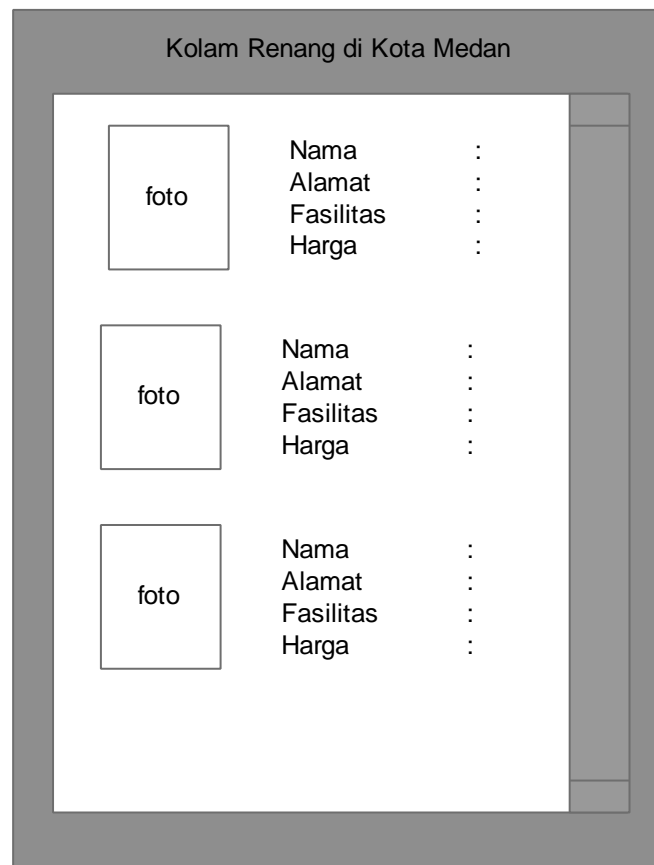 Kolam Renang di Kota Medan
foto
Nama :
Alamat :
Fasilitas :
Harga :
foto
Nama :
Alamat :
Fasilitas :
Harga :
foto
Nama :
Alamat :
Fasilitas :
Harga :